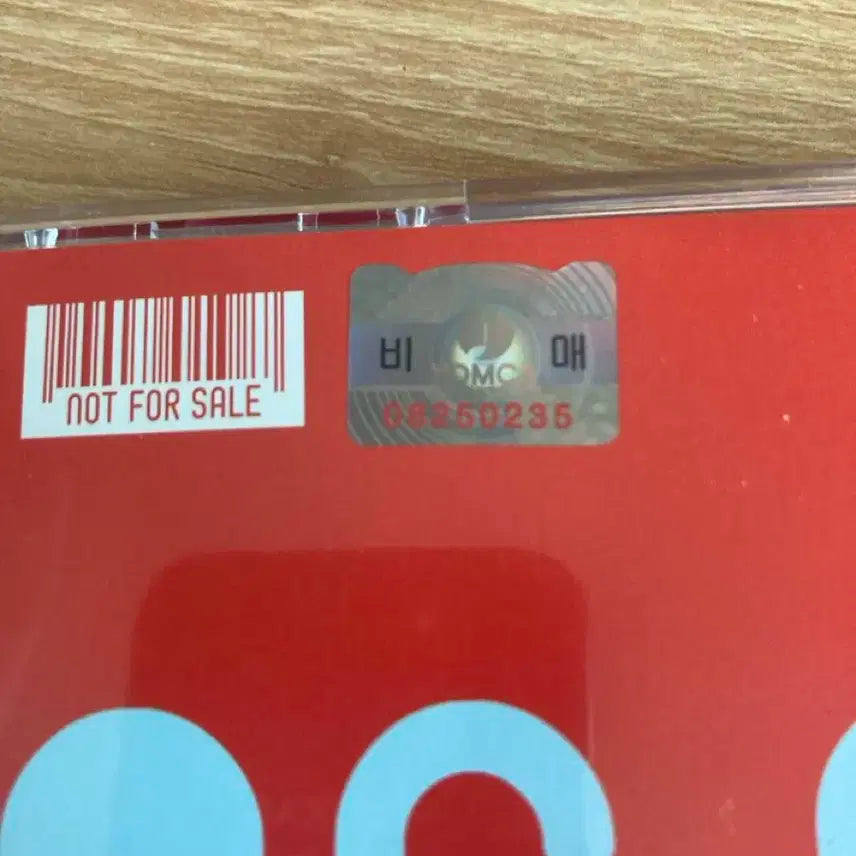 NOT FOR SALE
비 매
08250235